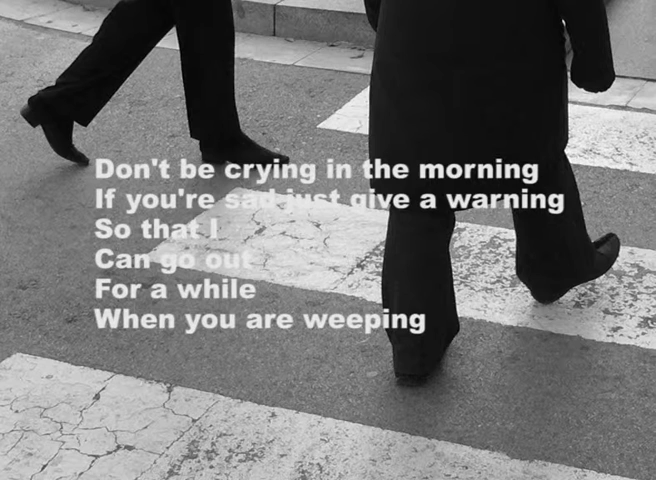 Don't be crying in the morning
If you're sad just give a warning
So that I
Can go out
For a while
When you are weeping